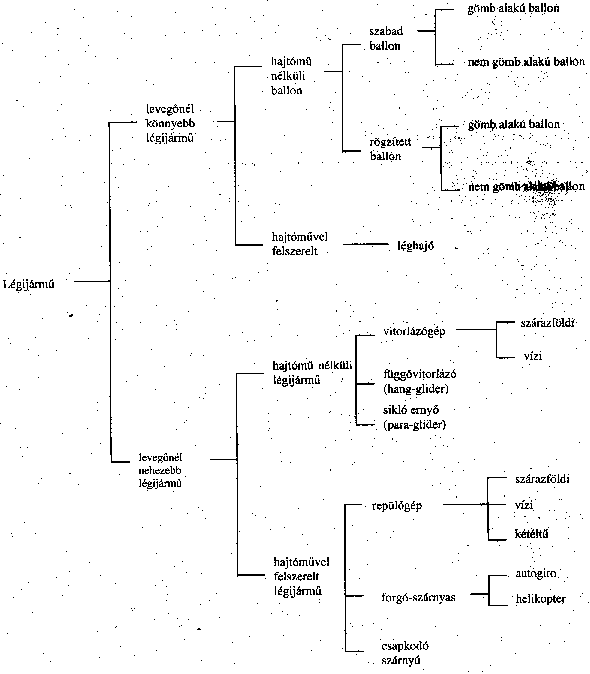 gömb alakú ballon
szabad
ballon
nem gömb alakú ballon
hajtómű
nélküli
ballon
levegőnél
könnyebb
légijármű
gömb alakú ballon
rögzített
ballon
nem gömb alakú ballon
hajtóművel
felszerelt
léghajó
Légijármű
vitorlázógép
szárazföldi
vízi
hajtómű nélküli
légijármű
függővitorlázó
(hang-glider)
sikló ernyő
(para-glider)
levegőnél
nehezebb
légijármű
repülőgép
szárazföldi
vízi
kétéltű
hajtóművel
felszerelt
légijármű
forgó-szárnyas
autogiro
helikopter
csapkodó
szárnyú